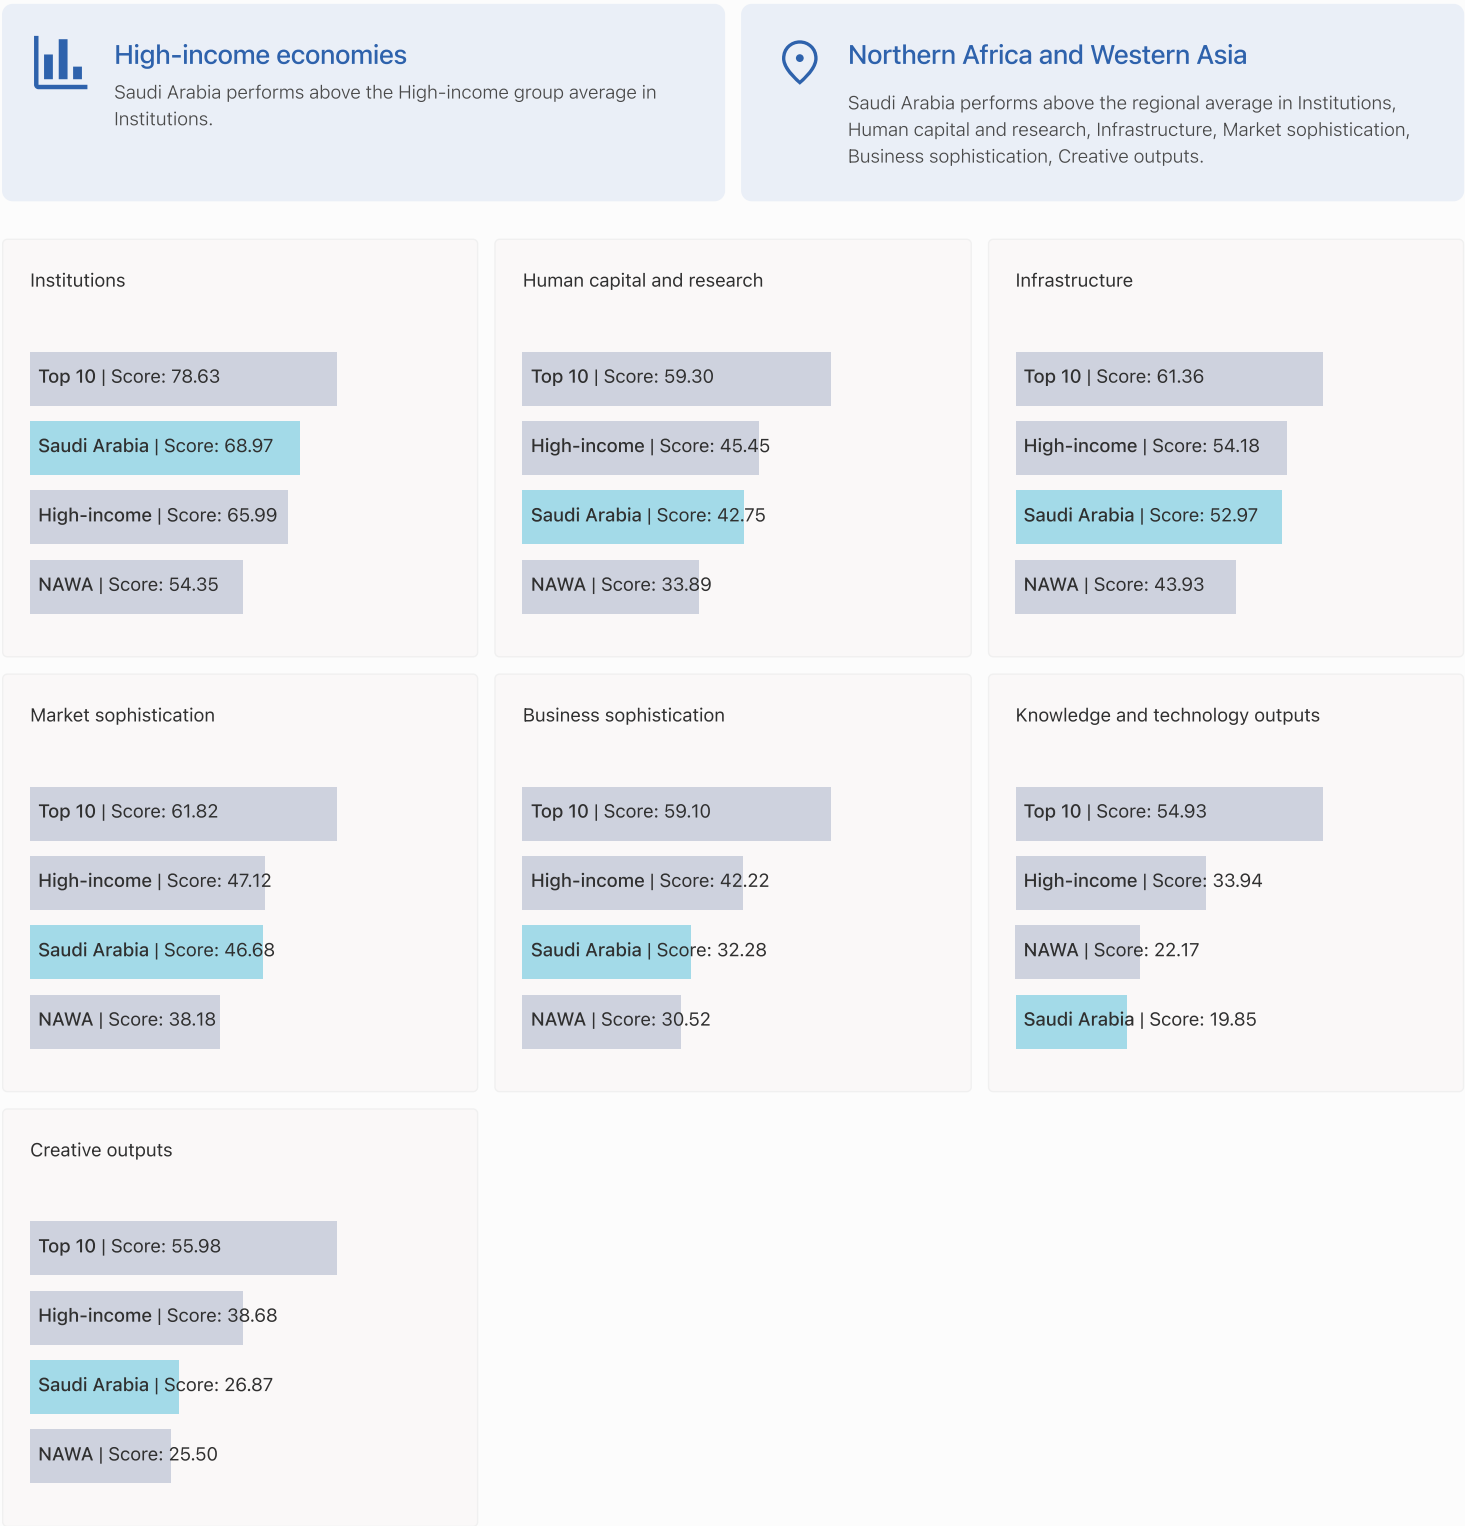 High-income economies
Saudi Arabia performs above the High-income group average in
Institutions.
Northern Africa and Western Asia
Saudi Arabia performs above the regional average in Institutions,
Human capital and research, Infrastructure, Market sophistication,
Business sophistication, Creative outputs.
Institutions
Top 10 | Score: 78.63
Saudi Arabia | Score: 68.97
High-income | Score: 65.99
NAWA | Score: 54.35
Human capital and research
Top 10 | Score: 59.30
High-income | Score: 45.45
Saudi Arabia | Score: 42.75
NAWA | Score: 33.89
Infrastructure
Top 10 | Score: 61.36
High-income | Score: 54.18
Saudi Arabia | Score: 52.97
NAWA | Score: 43.93
Market sophistication
Top 10 | Score: 61.82
High-income | Score: 47.12
Saudi Arabia | Score: 46.68
NAWA | Score: 38.18
Business sophistication
Top 10 | Score: 59.10
High-income | Score: 42.22
Saudi Arabia | Score: 32.28
NAWA | Score: 30.52
Knowledge and technology outputs
Top 10 | Score: 54.93
High-income | Score: 33.94
NAWA | Score: 22.17
Saudi Arabia | Score: 19.85
Creative outputs
Top 10 | Score: 55.98
High-income | Score: 38.68
Saudi Arabia | Score: 26.87
NAWA | Score: 25.50